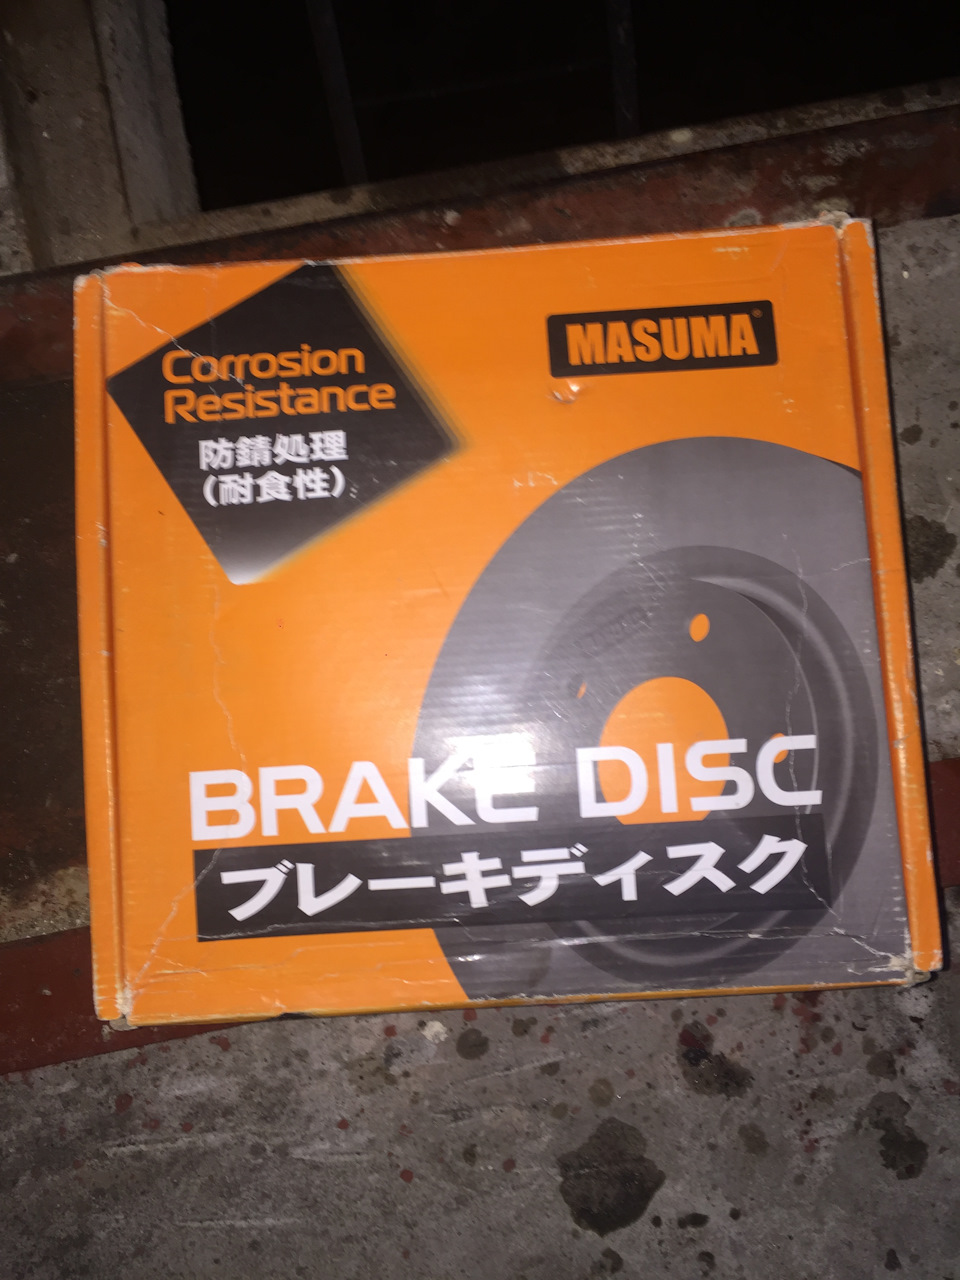 Corrosion
Resistance
防錆処理
(耐食性)
MASUMA®
BRAKE DISC
ブレーキディスク